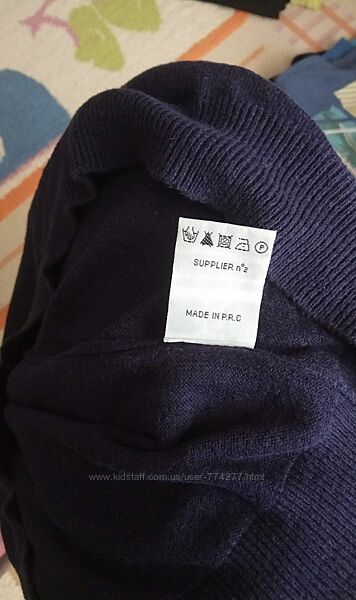 P
SUPPLIER n°2
MADE IN P.R.C
www.kidstaff.com.ua/user-774277.html